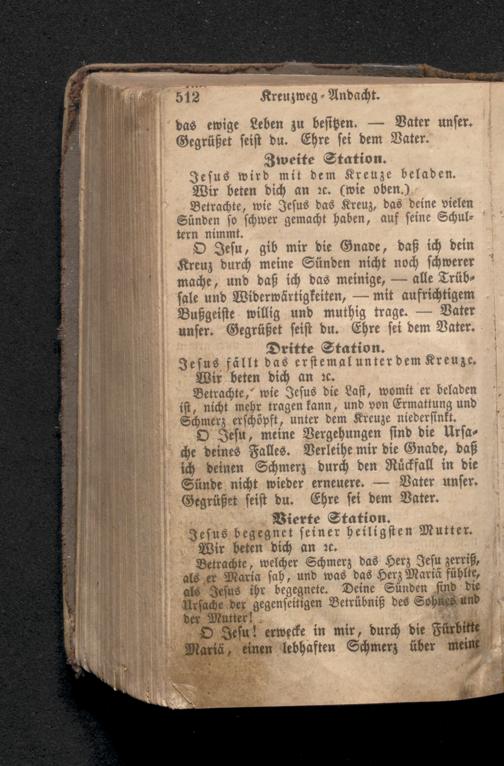 512 Kreuzweg-Andacht.
das ewige Leben zu besitzen. — Vater unser.
Gegrüßet seist du. Ehre sei dem Vater.
Zweite Station.
Jesus wird mit dem Kreuze beladen.
Wir beten dich an ꝛc. (wie oben.)
Betrachte, wie Jesus das Kreuz, das deine vielen
Sünden so schwer gemacht haben, auf seine Schul-
tern nimmt.
O Jesu, gib mir die Gnade, daß ich dein
Kreuz durch meine Sünden nicht noch schwerer
mache, und daß ich das meinige, — alle Trüb-
sale und Widerwärtigkeiten, — mit aufrichtigem
Bußgeiste willig und muthig trage. — Vater
unser. Gegrüßet seist du. Ehre sei dem Vater.
Dritte Station.
Jesus fällt das erstemal unter dem Kreuze.
Wir beten dich an ꝛc.
Betrachte, wie Jesus die Last, womit er beladen
ist, nicht mehr tragen kann, und von Ermattung und
Schmerz erschöpft, unter dem Kreuze niedersinkt.
O Jesu, meine Vergehungen sind die Ursa-
che deines Falles. Verleihe mir die Gnade, daß
ich deinen Schmerz durch den Rückfall in die
Sünde nicht wieder erneuere. — Vater unser.
Gegrüßet seist du. Ehre sei dem Vater.
Vierte Station.
Jesus begegnet seiner heiligsten Mutter.
Wir beten dich an ꝛc.
Betrachte, welcher Schmerz das Herz Jesu zerriß,
als er Maria sah, und was das Herz Mariä fühlte,
als Jesus ihr begegnete. Deine Sünden sind die
Ursache der gegenseitigen Betrübniß des Sohnes und
der Mutter!
O Jesu! erwecke in mir, durch die Fürbitte
Mariä, einen lebhaften Schmerz über meine